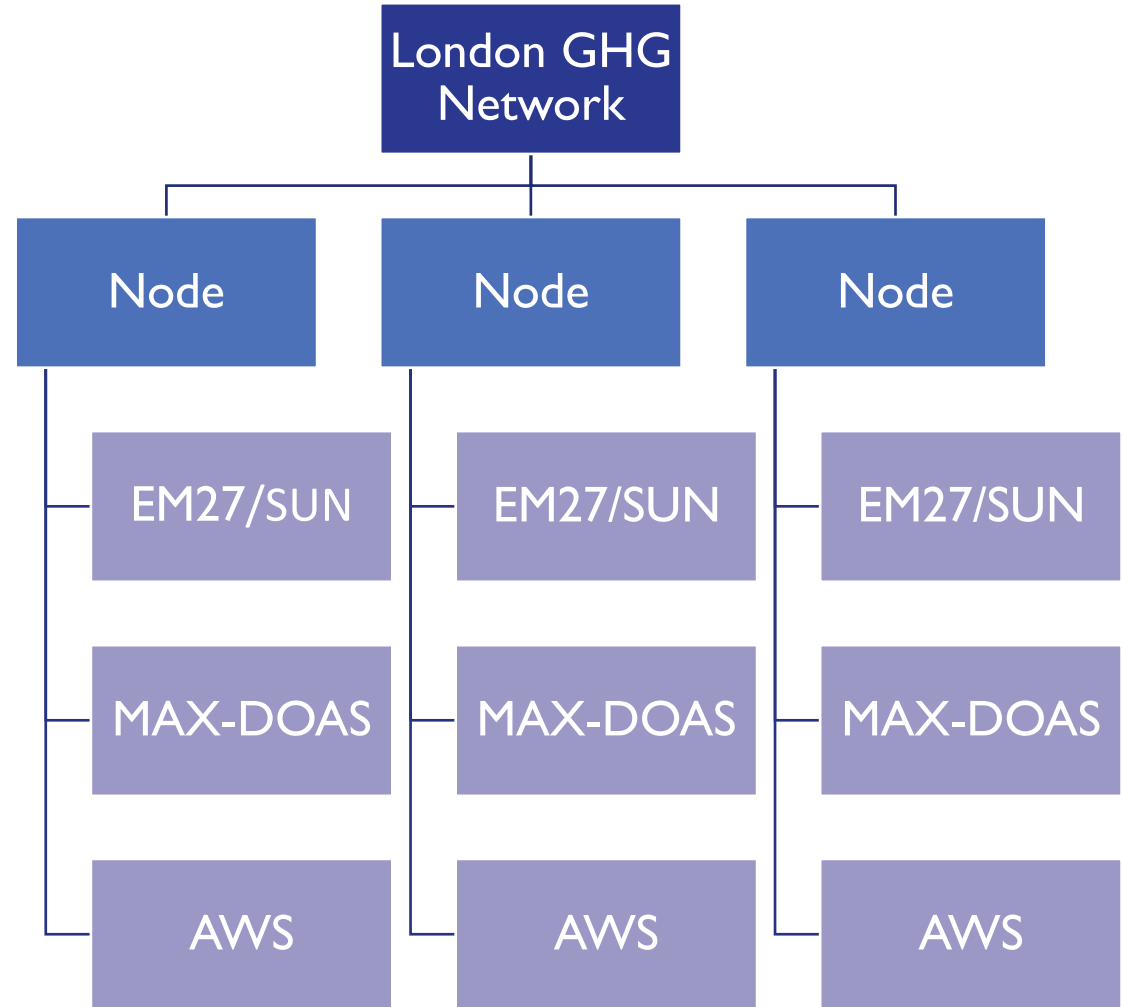 London GHG
Network
Node
Node
Node
EM27/SUN
EM27/SUN
EM27/SUN
MAX-DOAS
MAX-DOAS
MAX-DOAS
AWS
AWS
AWS